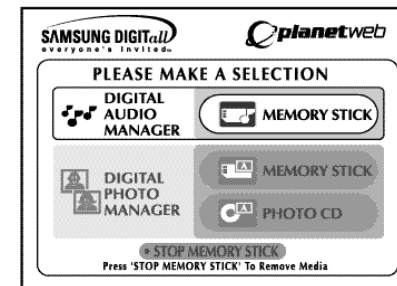 SAMSUNG DIGITall
everyone's invited™
planetweb
PLEASE MAKE A SELECTION
DIGITAL
AUDIO
MANAGER
MEMORY STICK
DIGITAL
PHOTO
MANAGER
A
MEMORY STICK
A
PHOTO CD
• STOP MEMORY STICK
Press 'STOP MEMORY STICK' To Remove Media